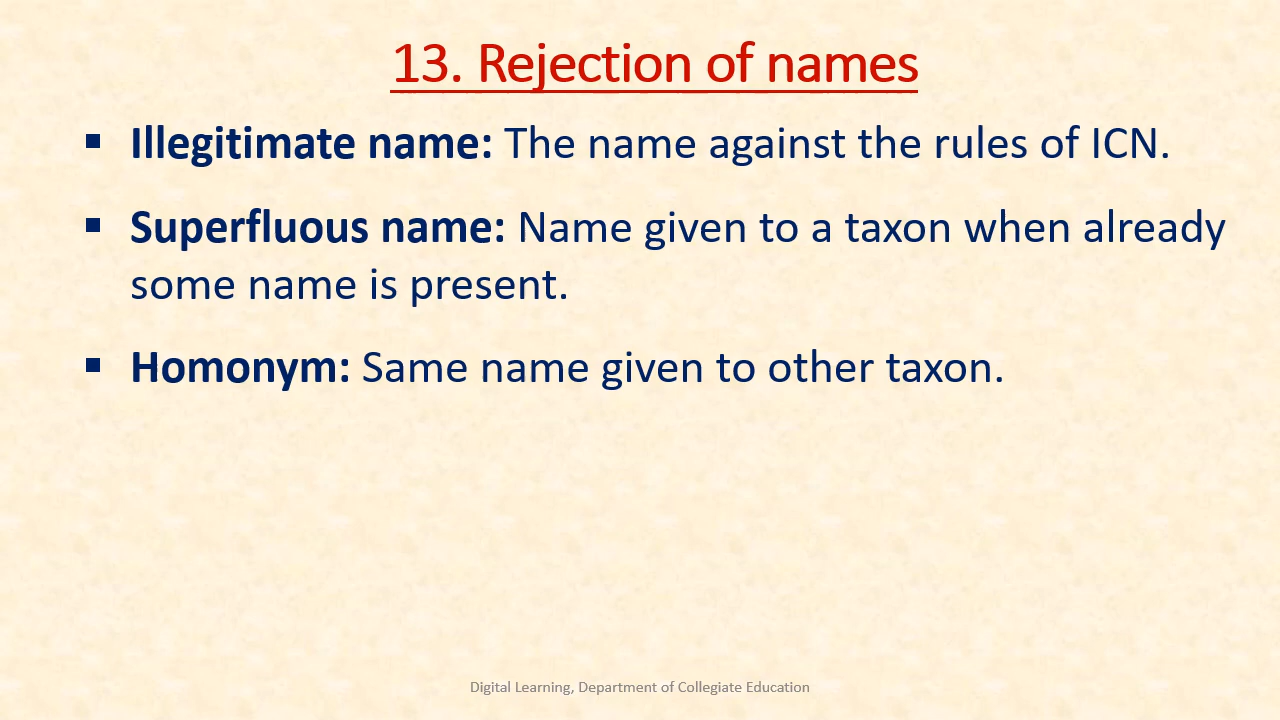 13. Rejection of names
▪ Illegitimate name: The name against the rules of ICN.
▪ Superfluous name: Name given to a taxon when already
some name is present.
▪ Homonym: Same name given to other taxon.
Digital Learning, Department of Collegiate Education